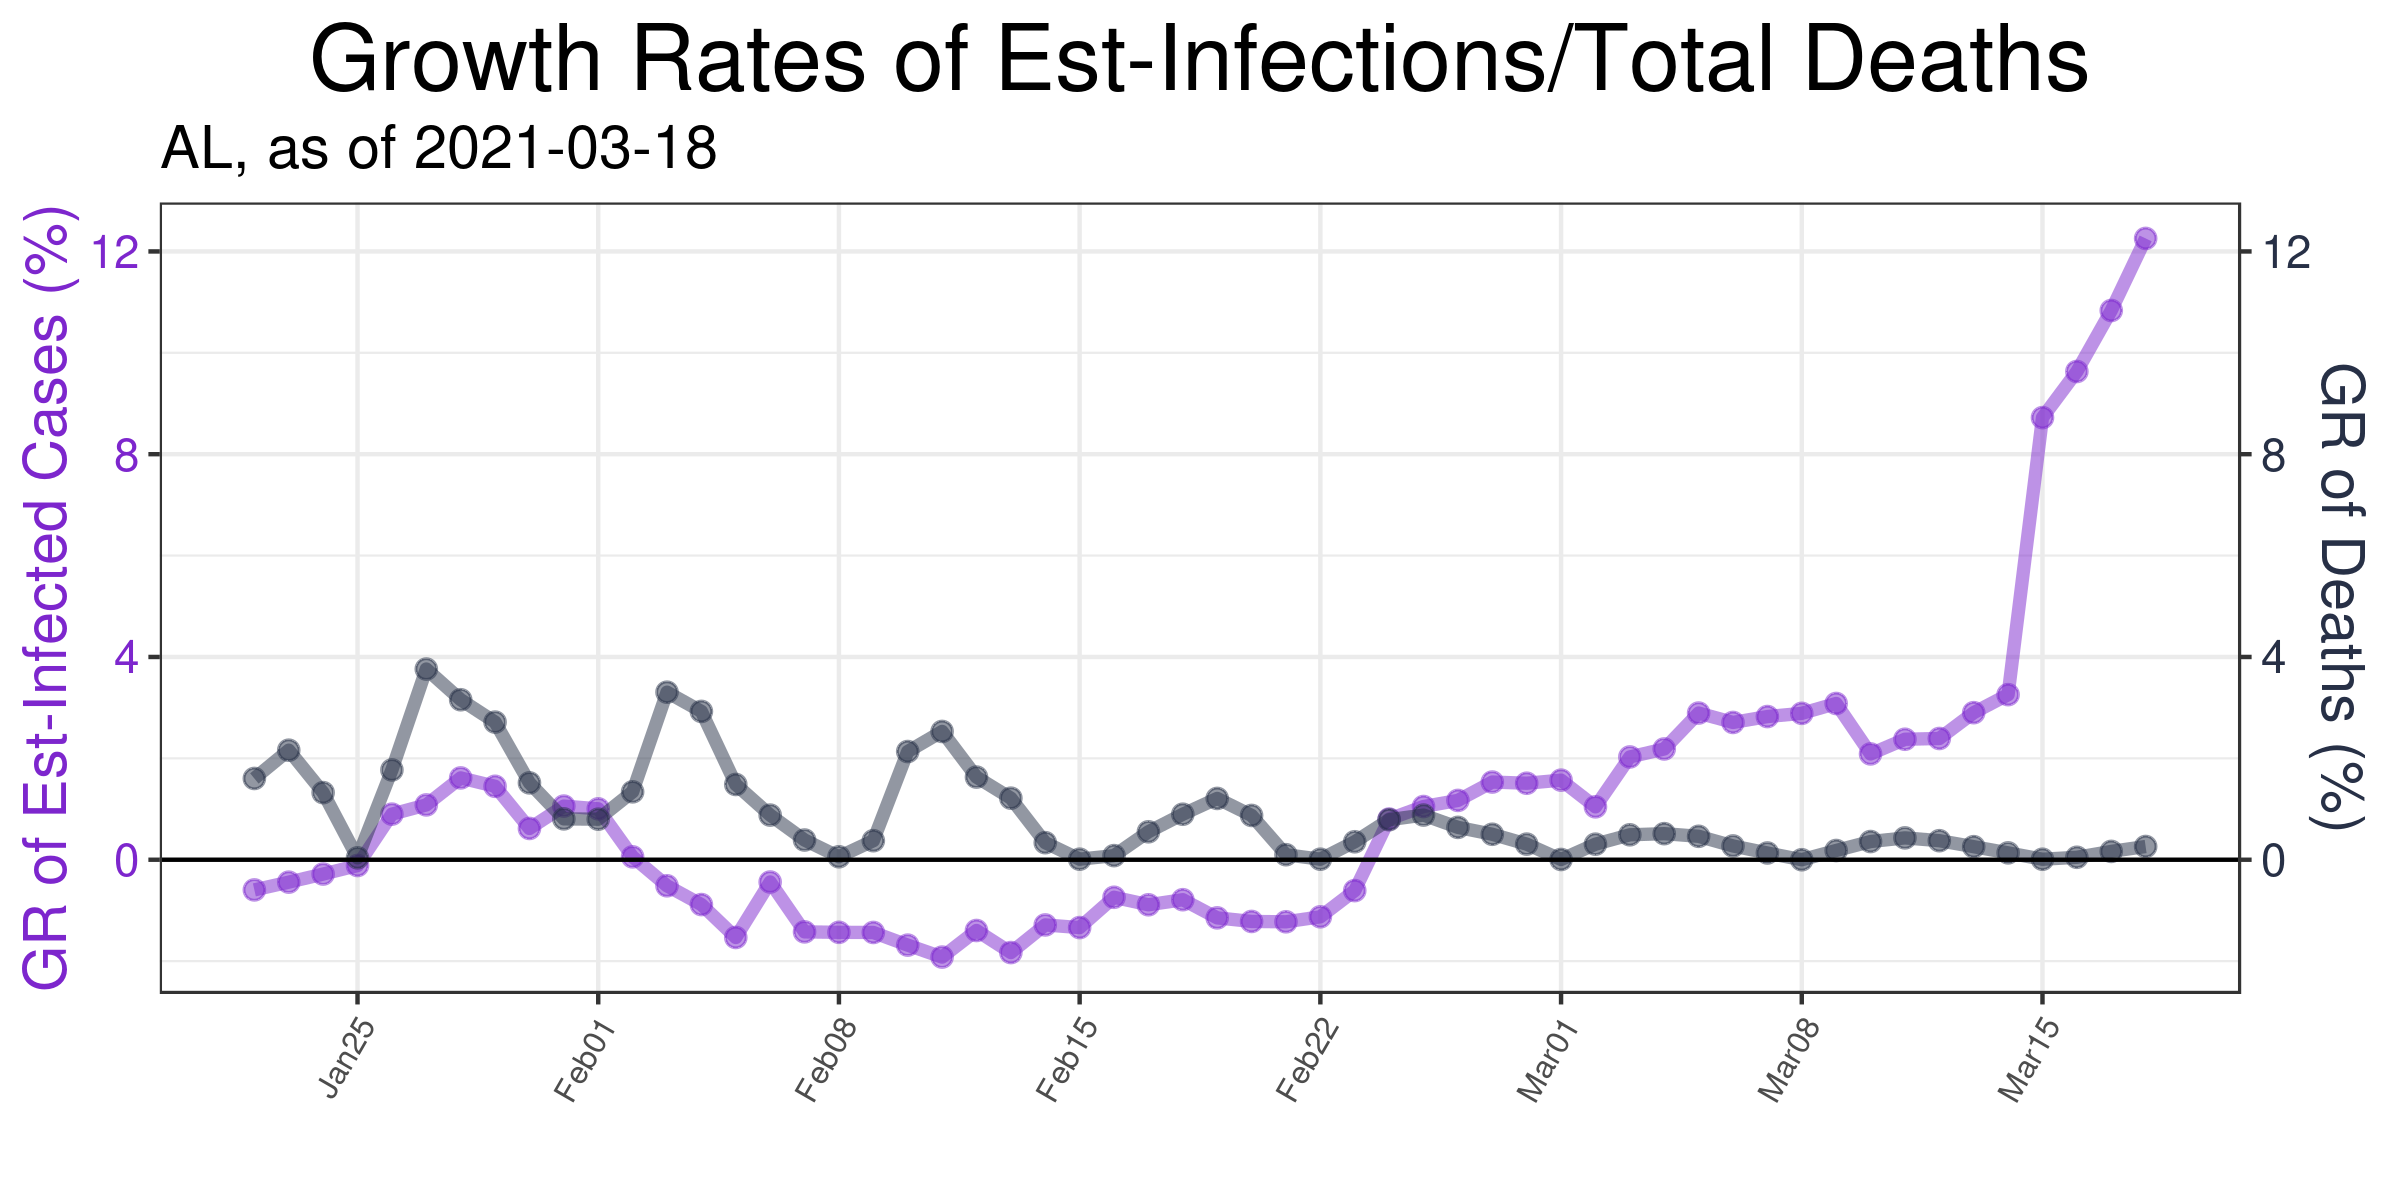 Growth Rates of Est-Infections/Total Deaths
AL, as of 2021-03-18
GR of Est-Infected Cases (%)
12
8
4
0
12
8
4
0
GR of Deaths (%)
Jan25
Feb01
Feb08
Feb15
Feb22
Mar01
Mar08
Mar15